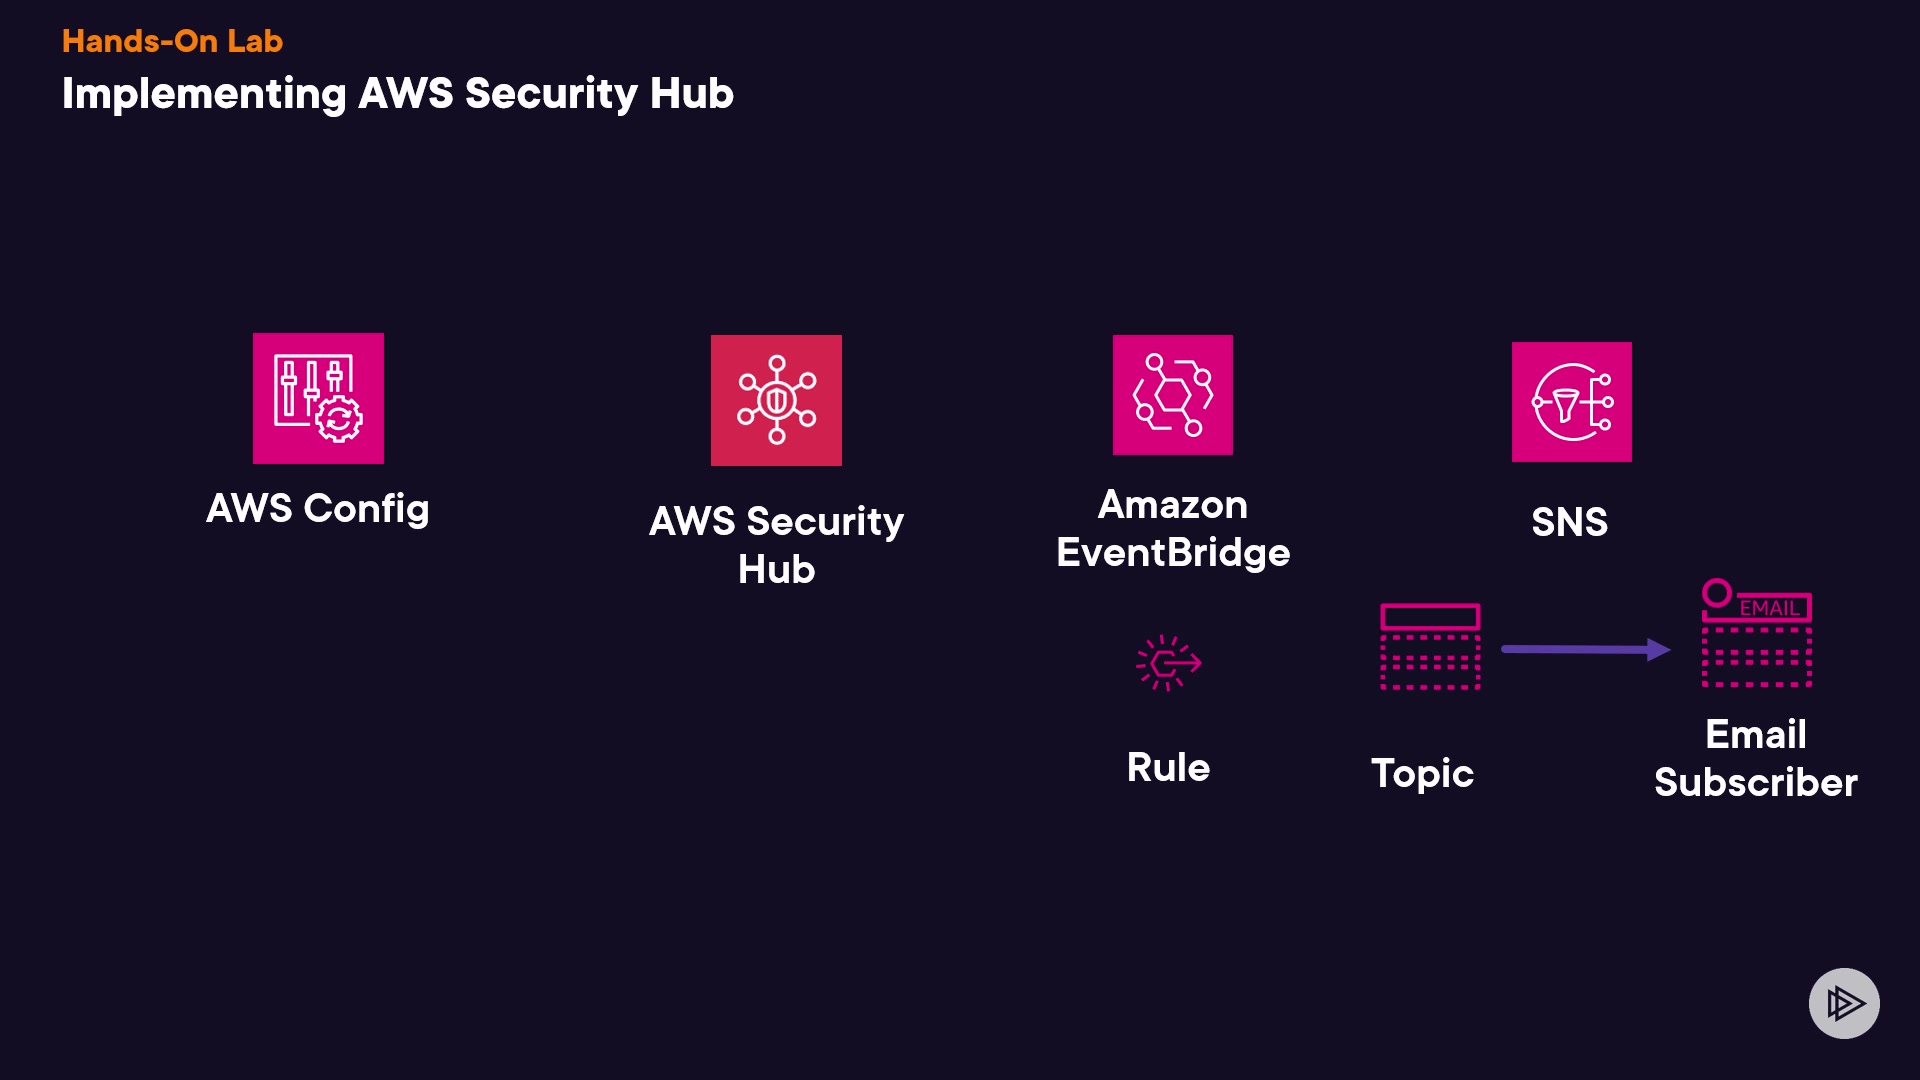 Hands-On Lab
Implementing AWS Security Hub
AWS Config
AWS Security
Hub
Amazon
EventBridge
SNS
EMAIL
Rule
Topic
Email
Subscriber